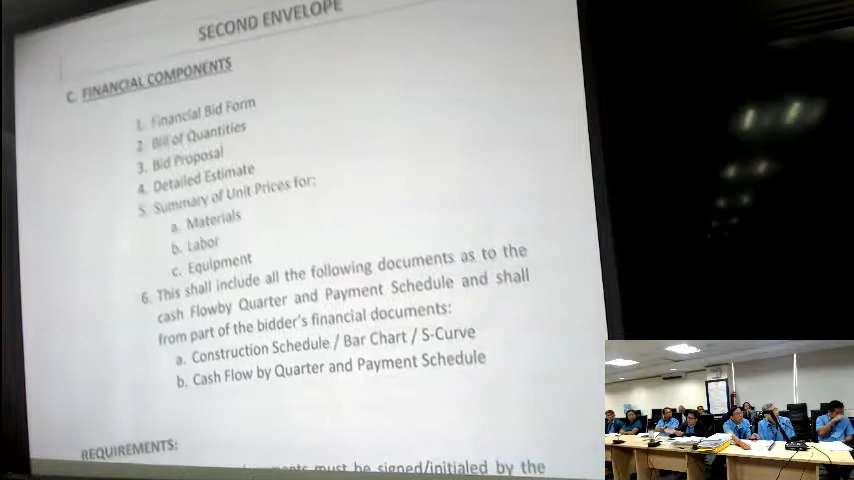 SECOND ENVELOPE
C. FINANCIAL COMPONENTS
1. Financial Bid Form
2. Bill of Quantities
3. Bid Proposal
4. Detailed Estimate
5. Summary of Unit Prices for:
a. Materials
b. Labor
c. Equipment
6. This shall include all the following documents as to the
cash Flowby Quarter and Payment Schedule and shall
from part of the bidder's financial documents:
a. Construction Schedule / Bar Chart / S-Curve
b. Cash Flow by Quarter and Payment Schedule
REQUIREMENTS:
must be signed/initialed by the